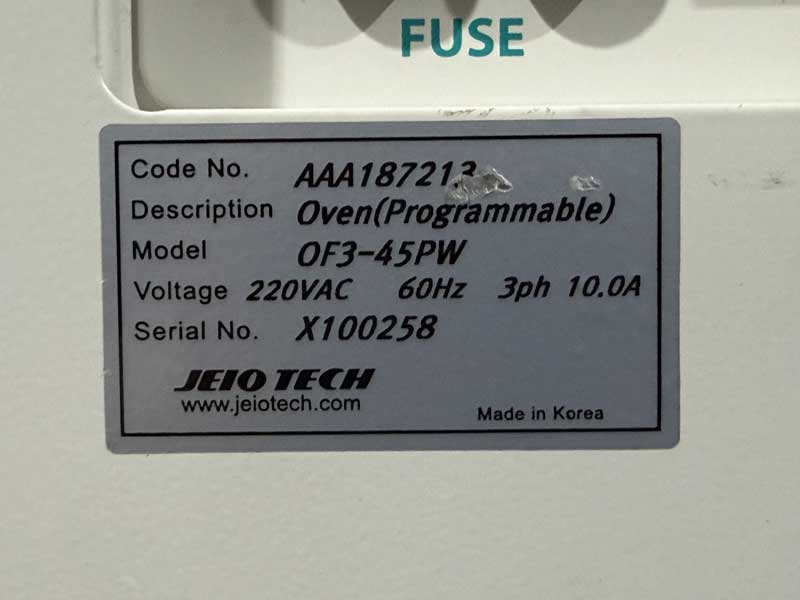 FUSE
Code No. AAA187213
Description Oven(Programmable)
Model OF3-45PW
Voltage 220VAC 60Hz 3ph 10.0A
Serial No. X100258
JEIO TECH
www.jeiotech.com
Made in Korea